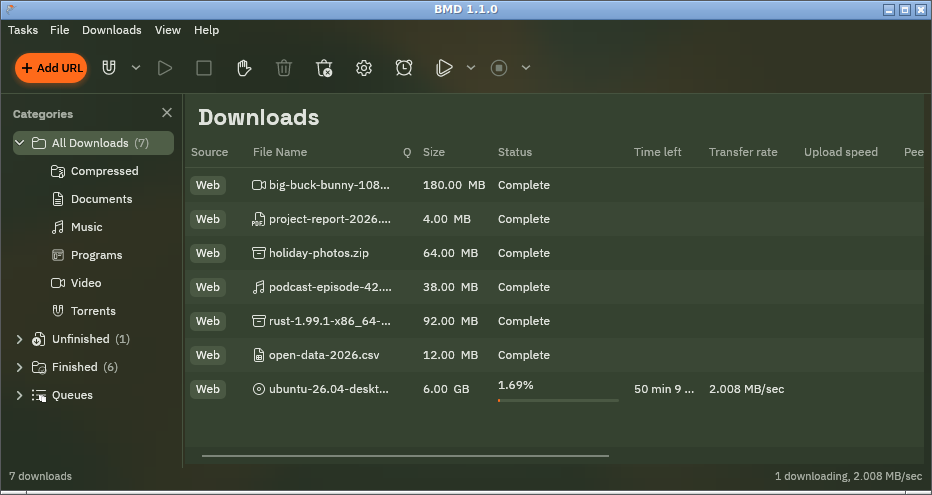 BMD 1.1.0
Tasks File Downloads View Help
+ Add URL
Categories
All Downloads (7)
Compressed
Documents
Music
Programs
Video
Torrents
Unfinished (1)
Finished (6)
Queues
Downloads
Source File Name Q Size Status Time left Transfer rate Upload speed Pee
Web big-buck-bunny-108... 180.00 MB Complete
Web project-report-2026.... 4.00 MB Complete
Web holiday-photos.zip 64.00 MB Complete
Web podcast-episode-42.... 38.00 MB Complete
Web rust-1.99.1-x86_64-... 92.00 MB Complete
Web open-data-2026.csv 12.00 MB Complete
Web ubuntu-26.04-deskt... 6.00 GB 1.69% 50 min 9 ... 2.008 MB/sec
7 downloads
1 downloading, 2.008 MB/sec